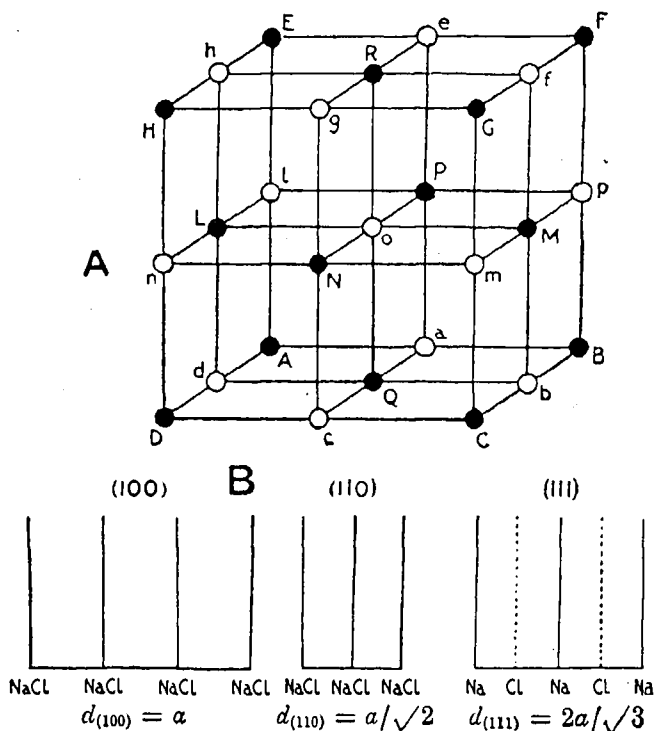 E e F
h R f
H g G
l P p
L o M
A n N m
A a B
d Q b
D c C
(100) B (110) (111)
NaCl NaCl NaCl NaCl NaCl NaCl NaCl Na Cl Na Cl Na
d(100) = a d(110) = a/√2 d(111) = 2a/√3